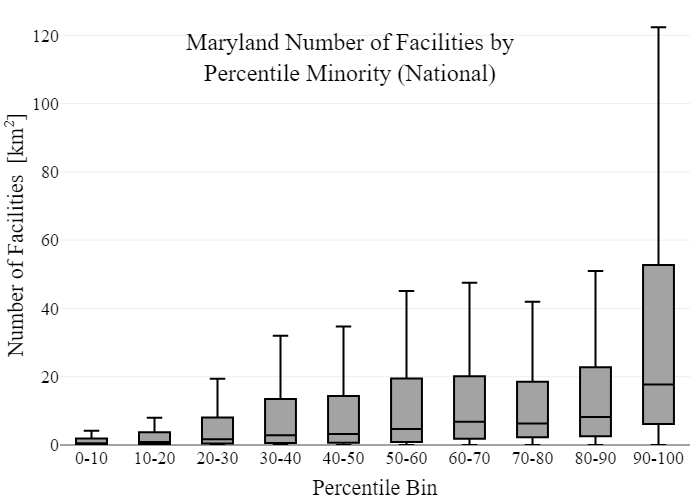 Maryland Number of Facilities by
Percentile Minority (National)
Number of Facilities [km²]
120
100
80
60
40
20
0
0-10 10-20 20-30 30-40 40-50 50-60 60-70 70-80 80-90 90-100
Percentile Bin